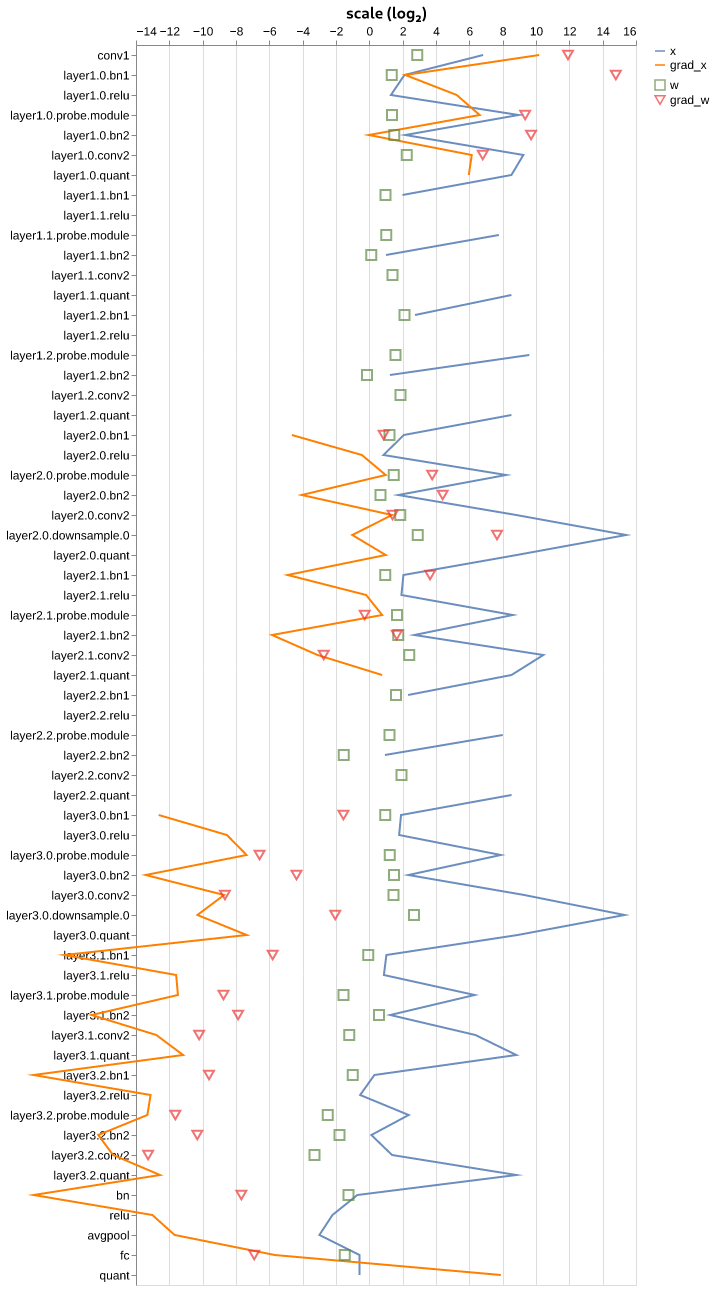 scale (log₂)
−14 −12 −10 −8 −6 −4 −2 0 2 4 6 8 10 12 14 16
x
grad_x
w
grad_w
conv1
layer1.0.bn1
layer1.0.relu
layer1.0.probe.module
layer1.0.bn2
layer1.0.conv2
layer1.0.quant
layer1.1.bn1
layer1.1.relu
layer1.1.probe.module
layer1.1.bn2
layer1.1.conv2
layer1.1.quant
layer1.2.bn1
layer1.2.relu
layer1.2.probe.module
layer1.2.bn2
layer1.2.conv2
layer1.2.quant
layer2.0.bn1
layer2.0.relu
layer2.0.probe.module
layer2.0.bn2
layer2.0.conv2
layer2.0.downsample.0
layer2.0.quant
layer2.1.bn1
layer2.1.relu
layer2.1.probe.module
layer2.1.bn2
layer2.1.conv2
layer2.1.quant
layer2.2.bn1
layer2.2.relu
layer2.2.probe.module
layer2.2.bn2
layer2.2.conv2
layer2.2.quant
layer3.0.bn1
layer3.0.relu
layer3.0.probe.module
layer3.0.bn2
layer3.0.conv2
layer3.0.downsample.0
layer3.0.quant
layer3.1.bn1
layer3.1.relu
layer3.1.probe.module
layer3.1.bn2
layer3.1.conv2
layer3.1.quant
layer3.2.bn1
layer3.2.relu
layer3.2.probe.module
layer3.2.bn2
layer3.2.conv2
layer3.2.quant
bn
relu
avgpool
fc
quant